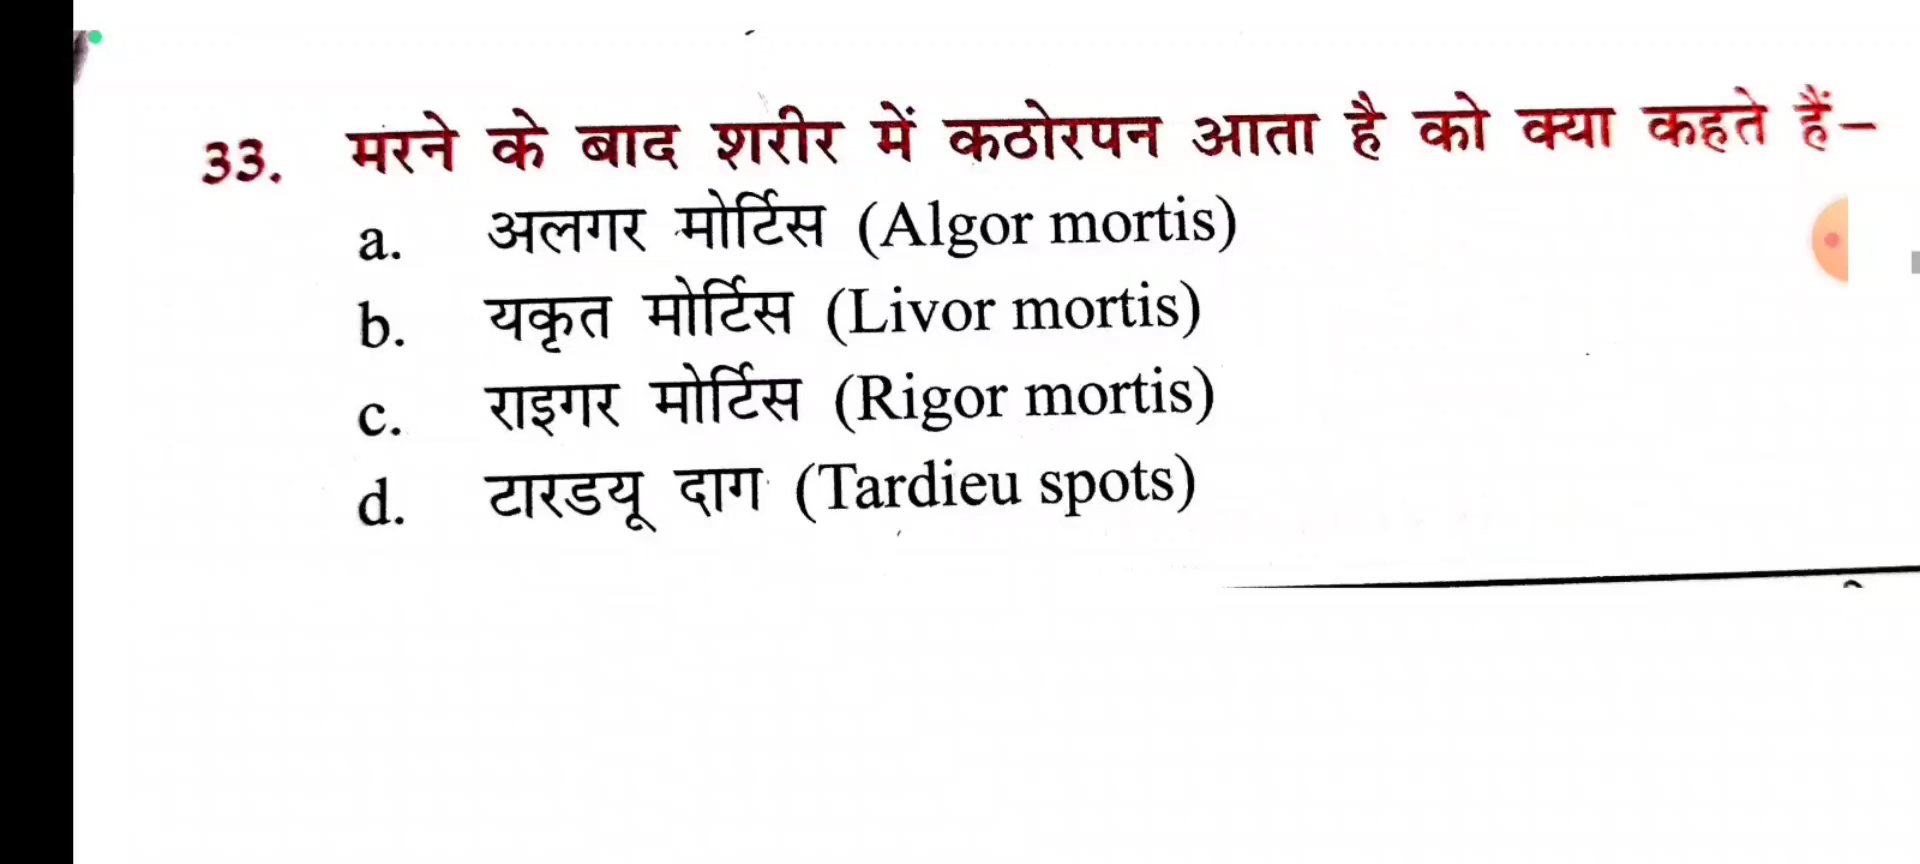 33. मरने के बाद शरीर में कठोरपन आता है को क्या कहते हैं–
a. अलगर मोर्टिस (Algor mortis)
b. यकृत मोर्टिस (Livor mortis)
c. राइगर मोर्टिस (Rigor mortis)
d. टारडयू दाग (Tardieu spots)